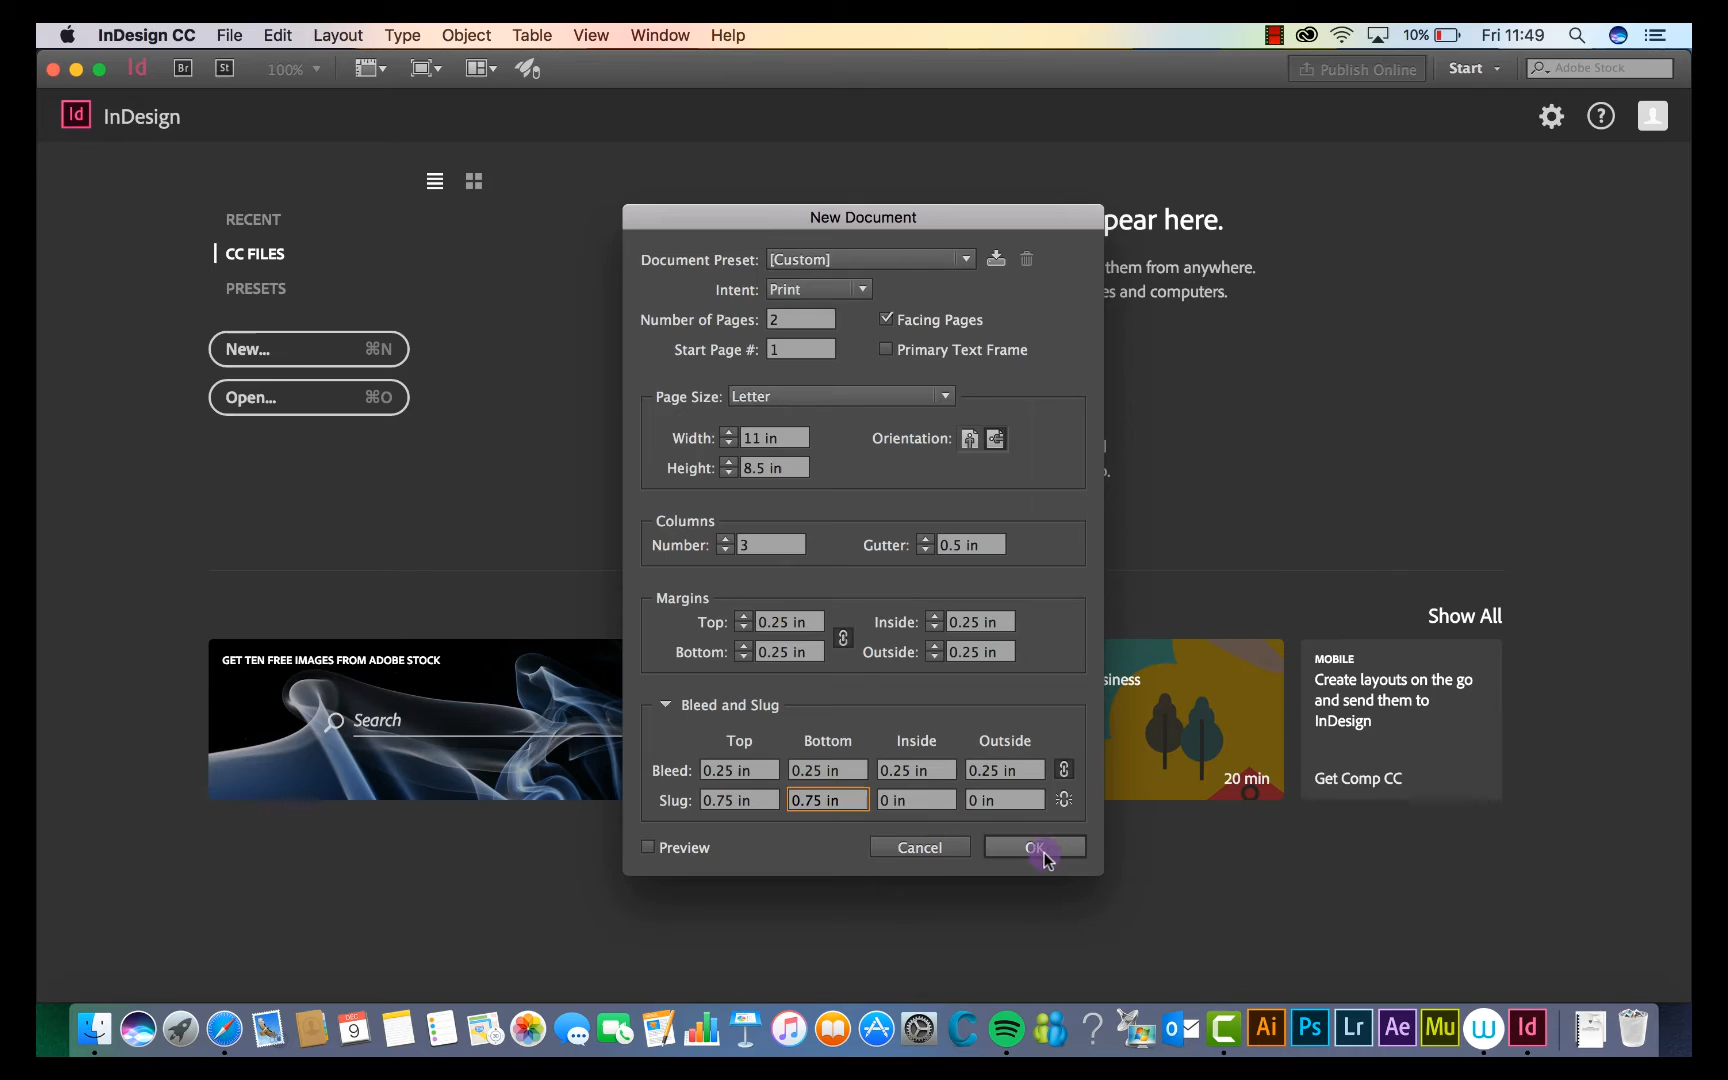 InDesign CC File Edit Layout Type Object Table View Window Help 10% Fri 11:49
Id Br St 100% Publish Online Start Adobe Stock
Id InDesign
RECENT
CC FILES
PRESETS
New... ⌘N
Open... ⌘O
pear here.
them from anywhere.
es and computers.
New Document
Document Preset: [Custom]
Intent: Print
Number of Pages: 2 Facing Pages
Start Page #: 1 Primary Text Frame
Page Size: Letter
Width: 11 in Orientation:
Height: 8.5 in
Columns
Number: 3 Gutter: 0.5 in
Margins
Top: 0.25 in Inside: 0.25 in
Bottom: 0.25 in Outside: 0.25 in
Bleed and Slug
Top Bottom Inside Outside
Bleed: 0.25 in 0.25 in 0.25 in 0.25 in
Slug: 0.75 in 0.75 in 0 in 0 in
Preview Cancel OK
Show All
GET TEN FREE IMAGES FROM ADOBE STOCK
Search
siness
20 min
MOBILE
Create layouts on the go
and send them to
InDesign
Get Comp CC
DEC
9
Ai Ps Lr Ae Mu Id